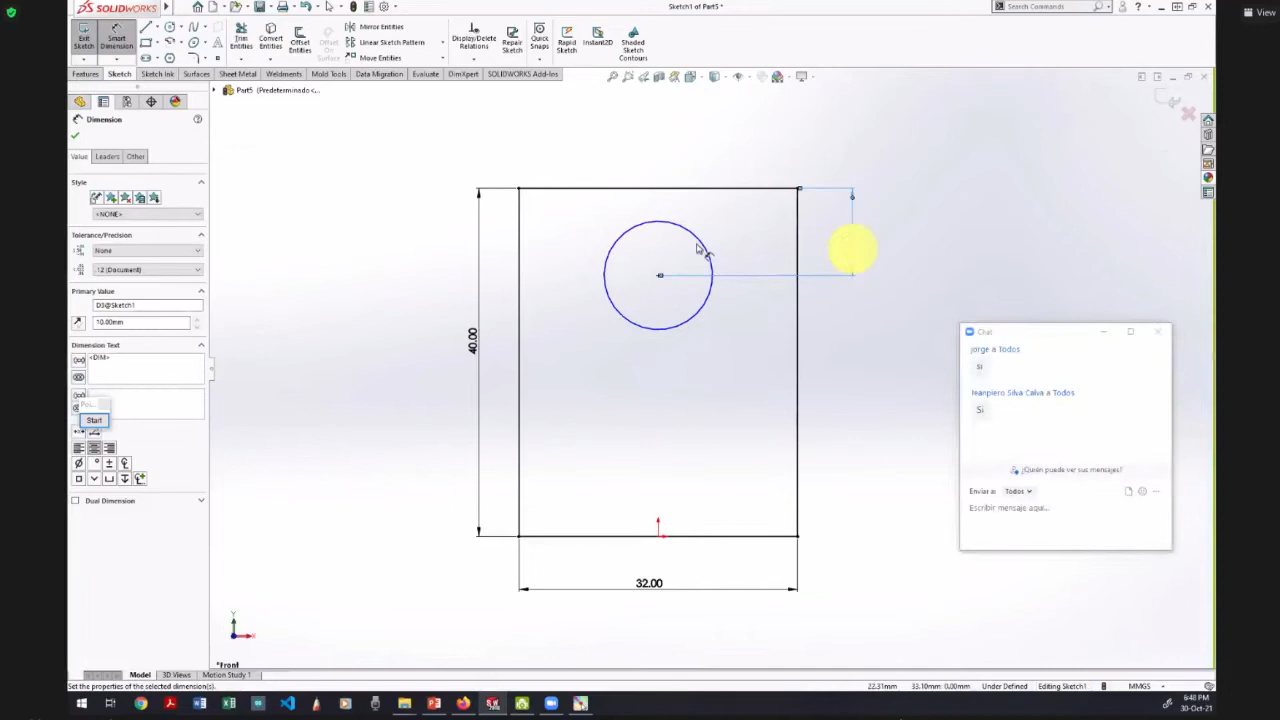 SOLIDWORKS
Sketch1 of Part5 *
Search Commands
View
Exit Sketch
Smart Dimension
Trim Entities
Convert Entities
Offset Entities
Offset On Surface
Mirror Entities
Linear Sketch Pattern
Move Entities
Display/Delete Relations
Repair Sketch
Quick Snaps
Rapid Sketch
Instant2D
Shaded Sketch Contours
Features
Sketch
Sketch Ink
Surfaces
Sheet Metal
Weldments
Mold Tools
Data Migration
Evaluate
DimXpert
SOLIDWORKS Add-Ins
Part5 (Predeterminado <...
Dimension
Value
Leaders
Other
Style
<NONE>
Tolerance/Precision
None
.12 (Document)
Primary Value
D3@Sketch1
10.00mm
Dimension Text
<DIM>
Start
Dual Dimension
40.00
32.00
Y
X
*Front
Chat
jorge a Todos
si
Jeanpiero Silva Calva a Todos
Si
¿Quién puede ver sus mensajes?
Enviar a: Todos
Escribir mensaje aquí...
Model
3D Views
Motion Study 1
Set the properties of the selected dimension(s).
22.31mm
33.10mm 0.00mm
Under Defined
Editing Sketch1
MMGS
6:48 PM
30-Oct-21